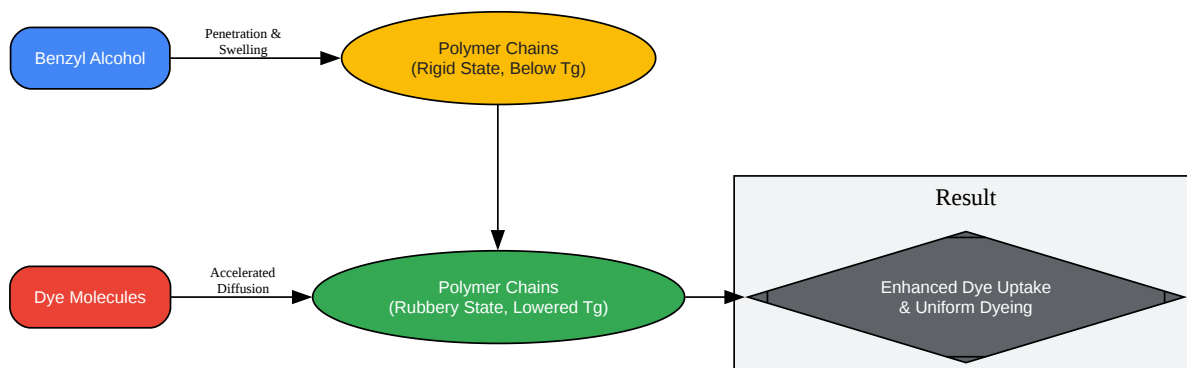 Benzyl Alcohol
Penetration &
Swelling
Polymer Chains
(Rigid State, Below Tg)
Result
Dye Molecules
Accelerated
Diffusion
Polymer Chains
(Rubbery State, Lowered Tg)
Enhanced Dye Uptake
& Uniform Dyeing